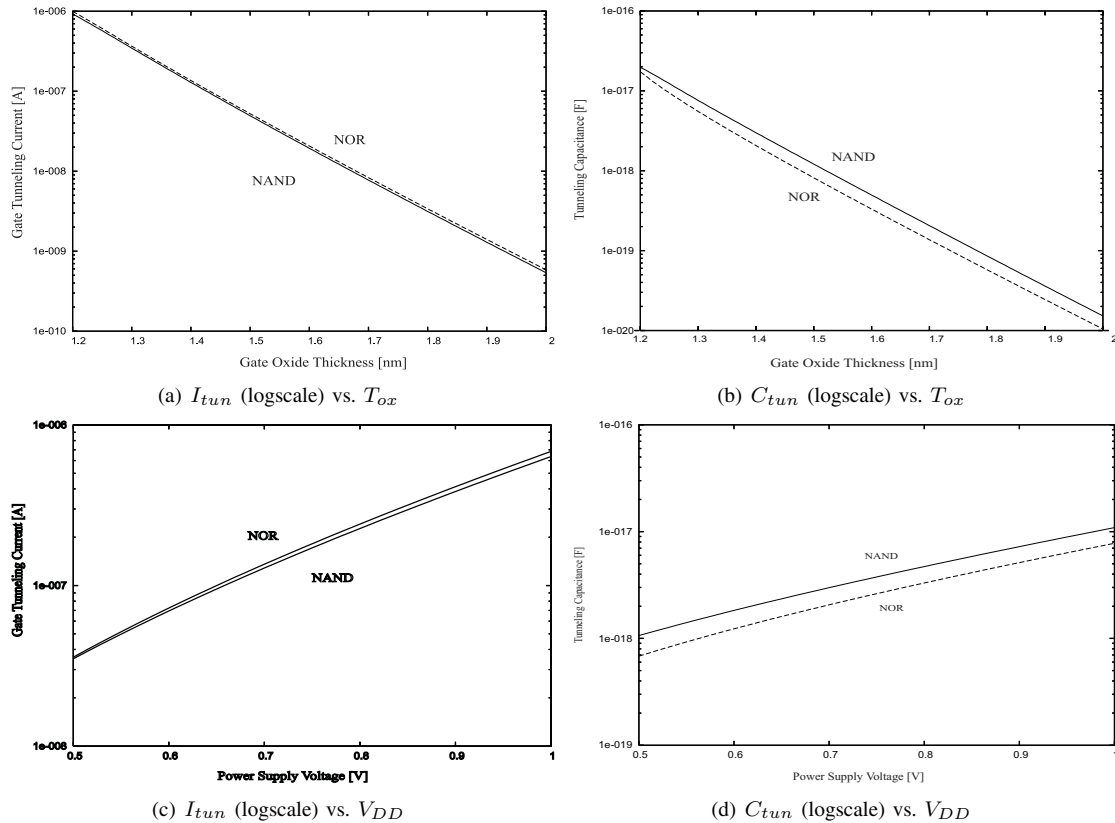 1e-006
1e-007
1e-008
1e-009
1e-010
Gate Tunneling Current [A]
NOR
NAND
1.2 1.3 1.4 1.5 1.6 1.7 1.8 1.9 2
Gate Oxide Thickness [nm]
(a) I_tun (logscale) vs. T_ox
1e-016
1e-017
1e-018
1e-019
1e-020
Tunneling Capacitance [F]
NAND
NOR
1.2 1.3 1.4 1.5 1.6 1.7 1.8 1.9 2
Gate Oxide Thickness [nm]
(b) C_tun (logscale) vs. T_ox
1e-006
1e-007
1e-008
Gate Tunneling Current [A]
NOR
NAND
0.5 0.6 0.7 0.8 0.9 1
Power Supply Voltage [V]
(c) I_tun (logscale) vs. V_DD
1e-016
1e-017
1e-018
1e-019
Tunneling Capacitance [F]
NAND
NOR
0.5 0.6 0.7 0.8 0.9 1
Power Supply Voltage [V]
(d) C_tun (logscale) vs. V_DD